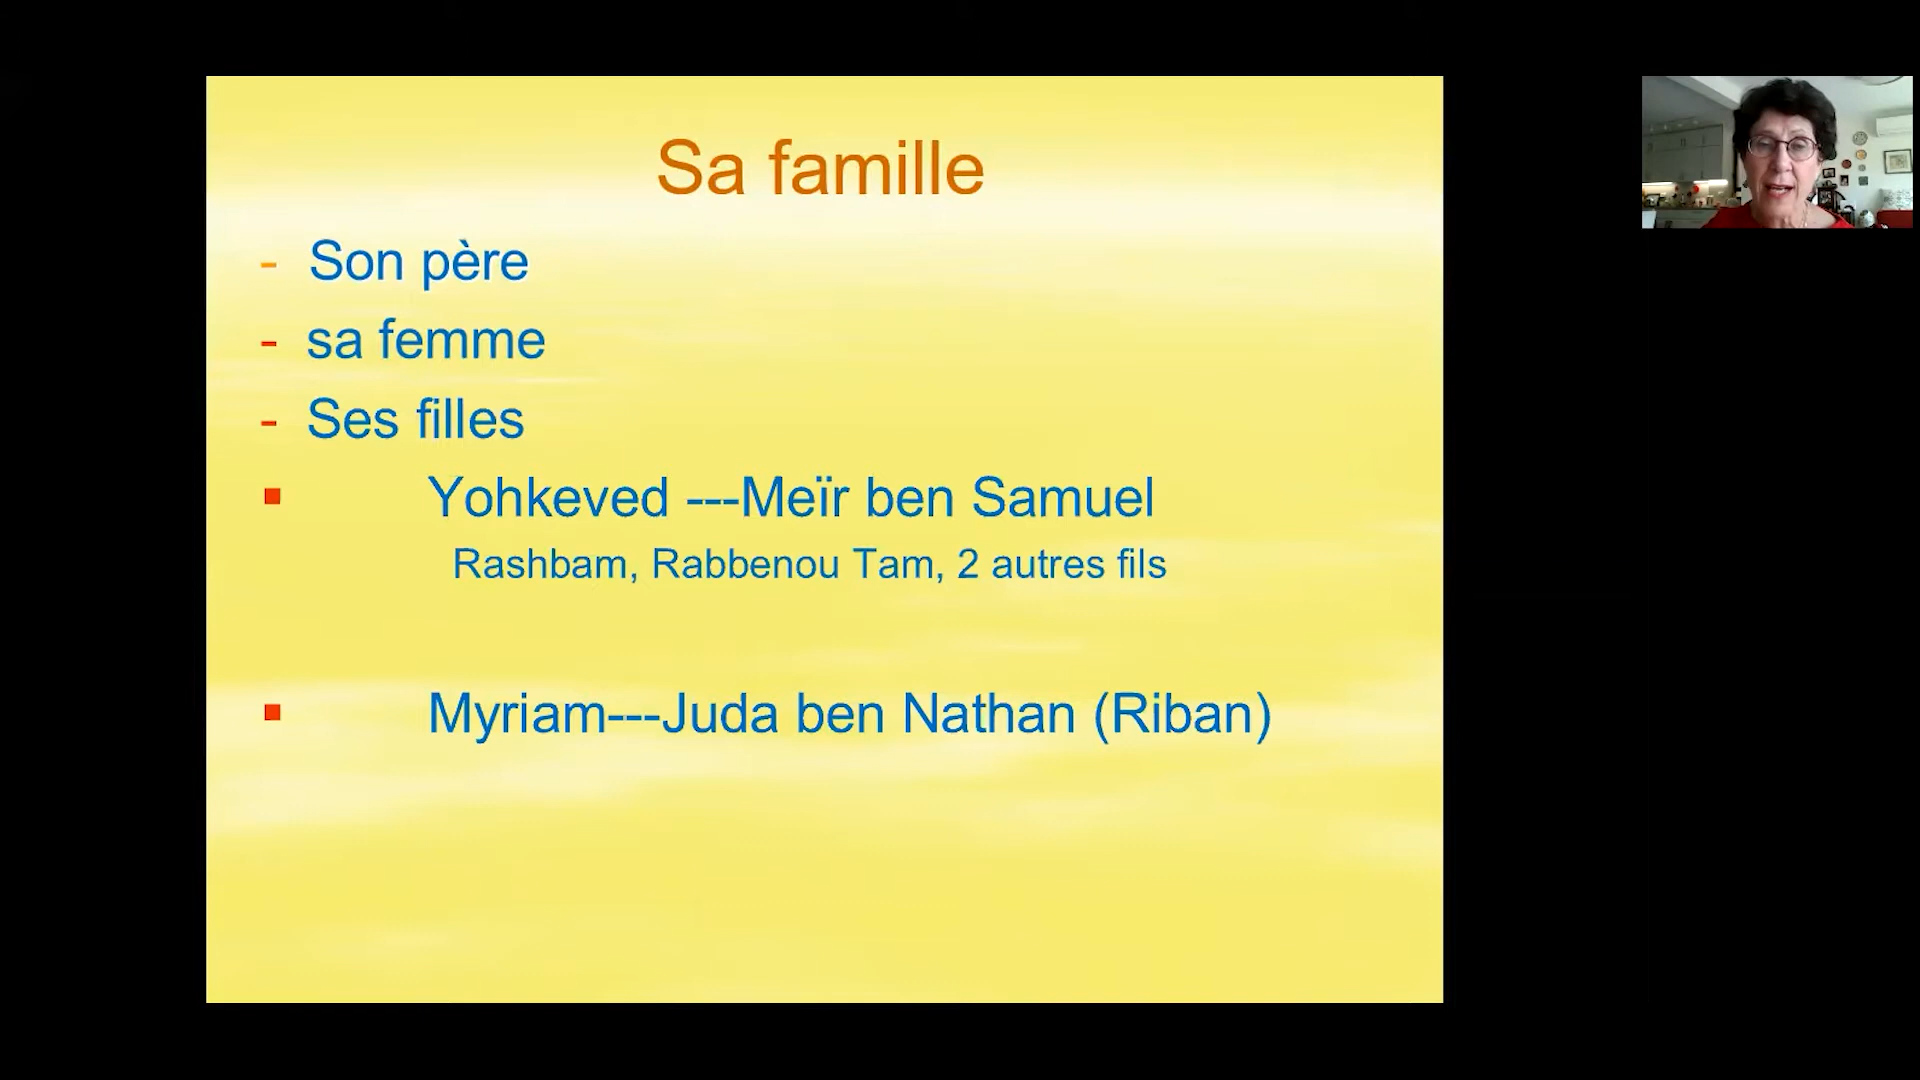 Sa famille
- Son père
- sa femme
- Ses filles
▪ Yohkeved ---Meïr ben Samuel
Rashbam, Rabbenou Tam, 2 autres fils
▪ Myriam---Juda ben Nathan (Riban)